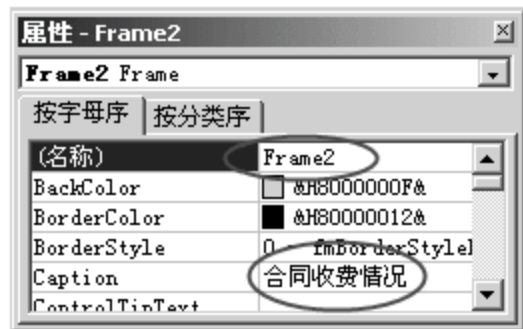 属性 - Frame2
Frame2 Frame
按字母序 按分类序
(名称) Frame2
BackColor &H8000000F&
BorderColor &H80000012&
BorderStyle 0 - fmBorderStyle
Caption 合同收费情况
ControlTipText